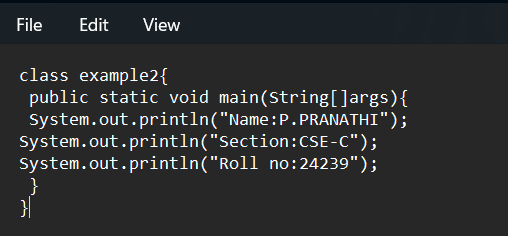 File Edit View
class example2{
 public static void main(String[]args){
 System.out.println("Name:P.PRANATHI");
System.out.println("Section:CSE-C");
System.out.println("Roll no:24239");
 }
}